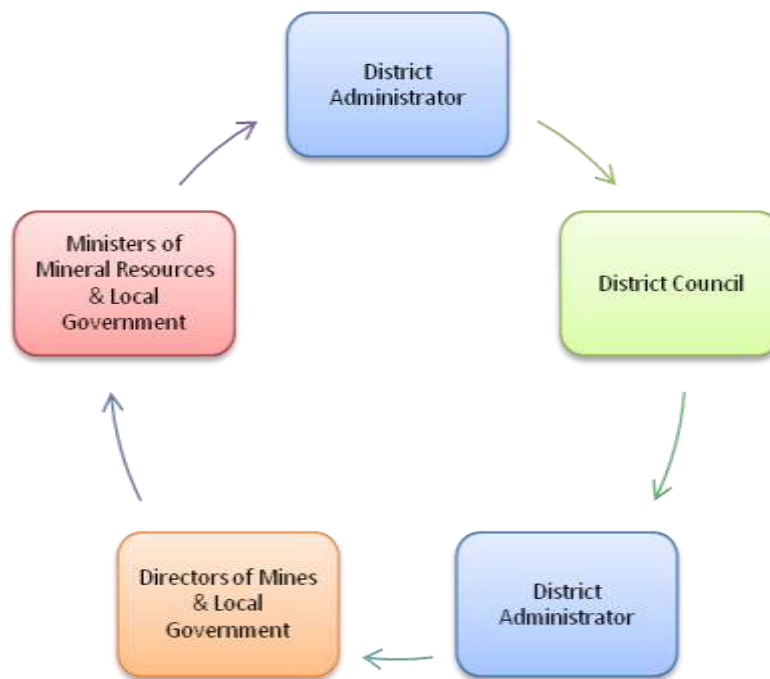 District
Administrator
District Council
District
Administrator
Directors of Mines
& Local
Government
Ministers of
Mineral Resources
& Local
Government